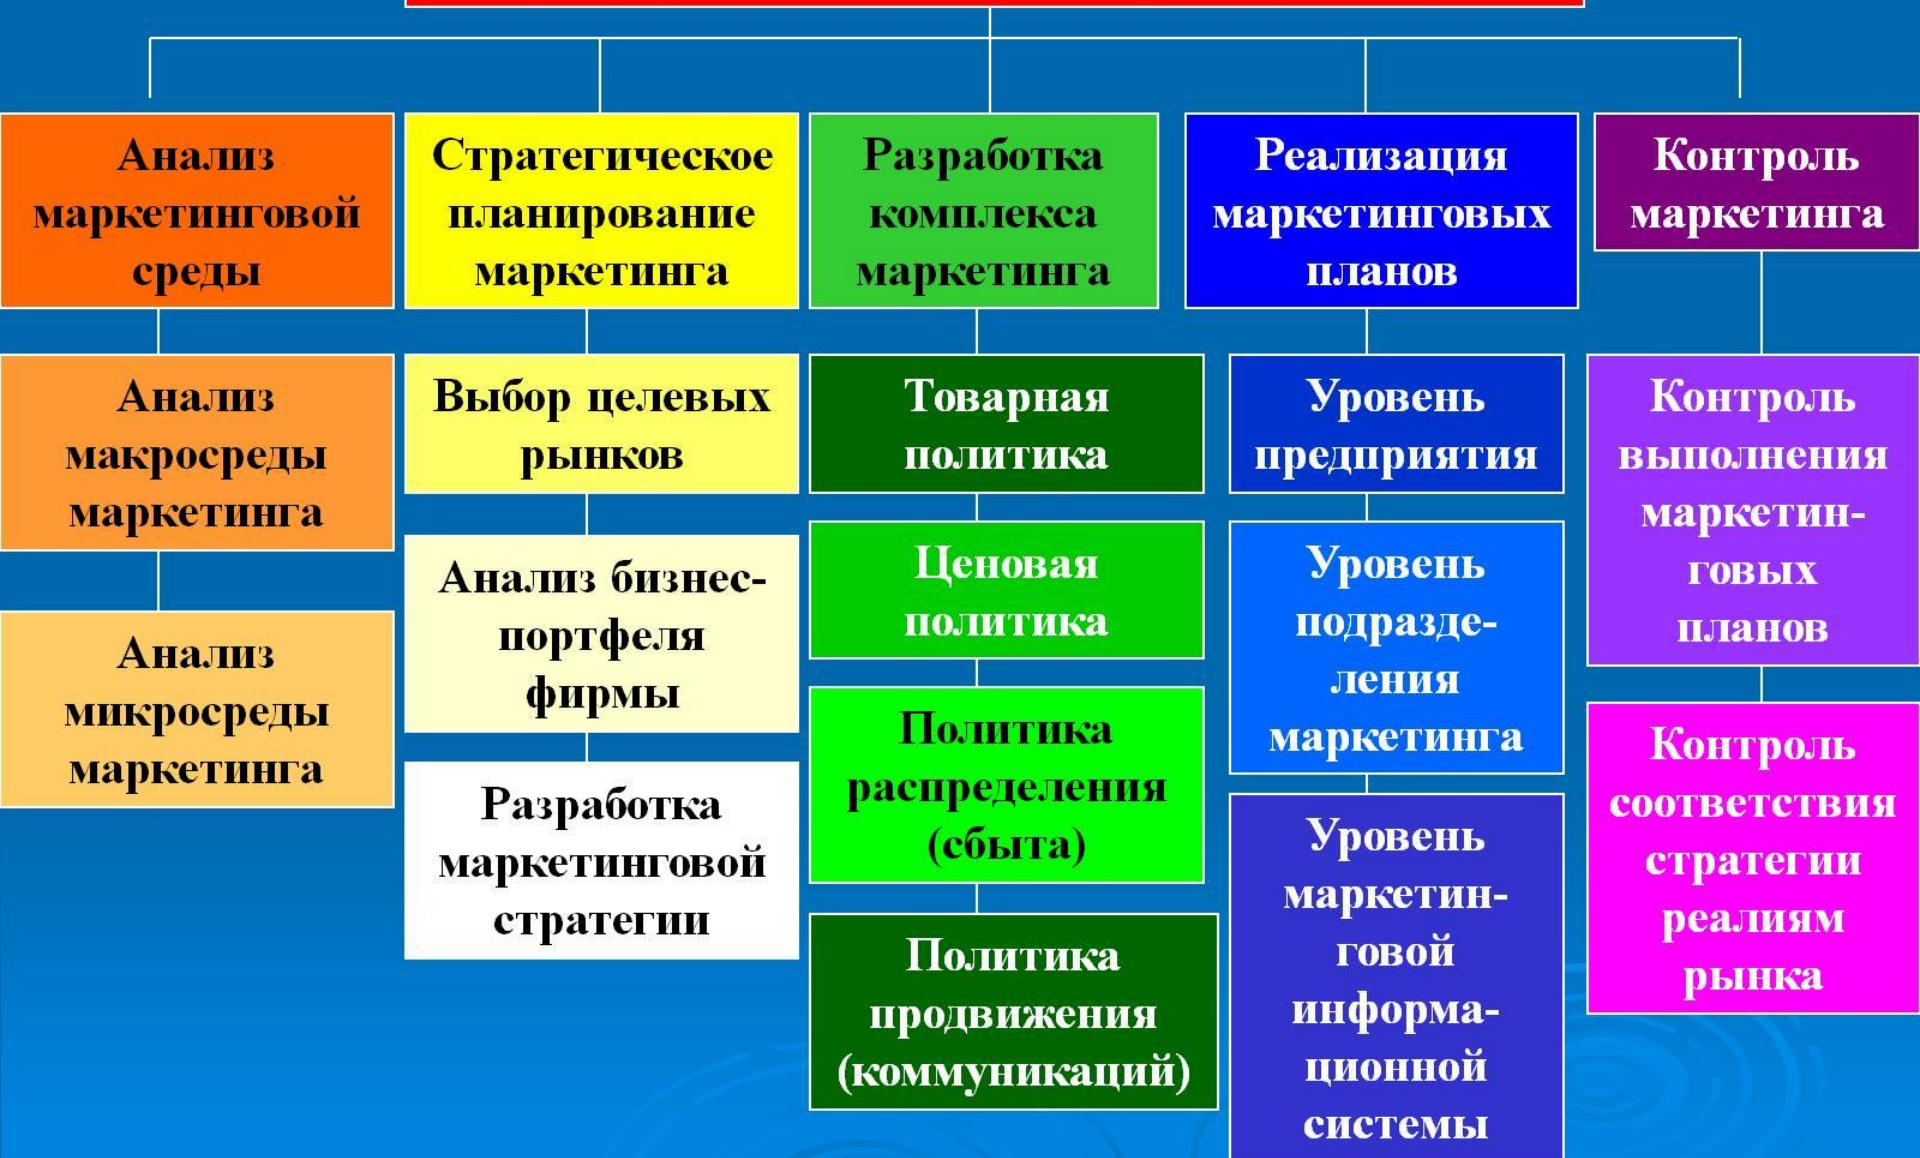 Анализ
маркетинговой
среды
Стратегическое
планирование
маркетинга
Разработка
комплекса
маркетинга
Реализация
маркетинговых
планов
Контроль
маркетинга
Анализ
макросреды
маркетинга
Анализ
микросреды
маркетинга
Выбор целевых
рынков
Анализ бизнес-
портфеля
фирмы
Разработка
маркетинговой
стратегии
Товарная
политика
Ценовая
политика
Политика
распределения
(сбыта)
Политика
продвижения
(коммуникаций)
Уровень
предприятия
Уровень
подразде-
ления
маркетинга
Уровень
маркетин-
говой
информа-
ционной
системы
Контроль
выполнения
маркетин-
говых
планов
Контроль
соответствия
стратегии
реалиям
рынка